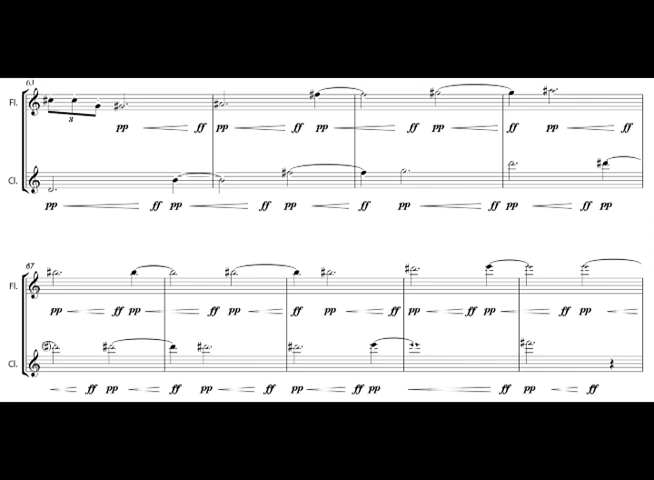 63
Fl.
3
pp ff pp ff pp ff pp ff pp ff
Cl.
pp ff pp ff pp ff pp ff pp ff pp
67
Fl.
pp ff pp ff pp ff pp ff pp ff pp
Cl.
ff pp ff pp ff pp ff pp ff pp ff